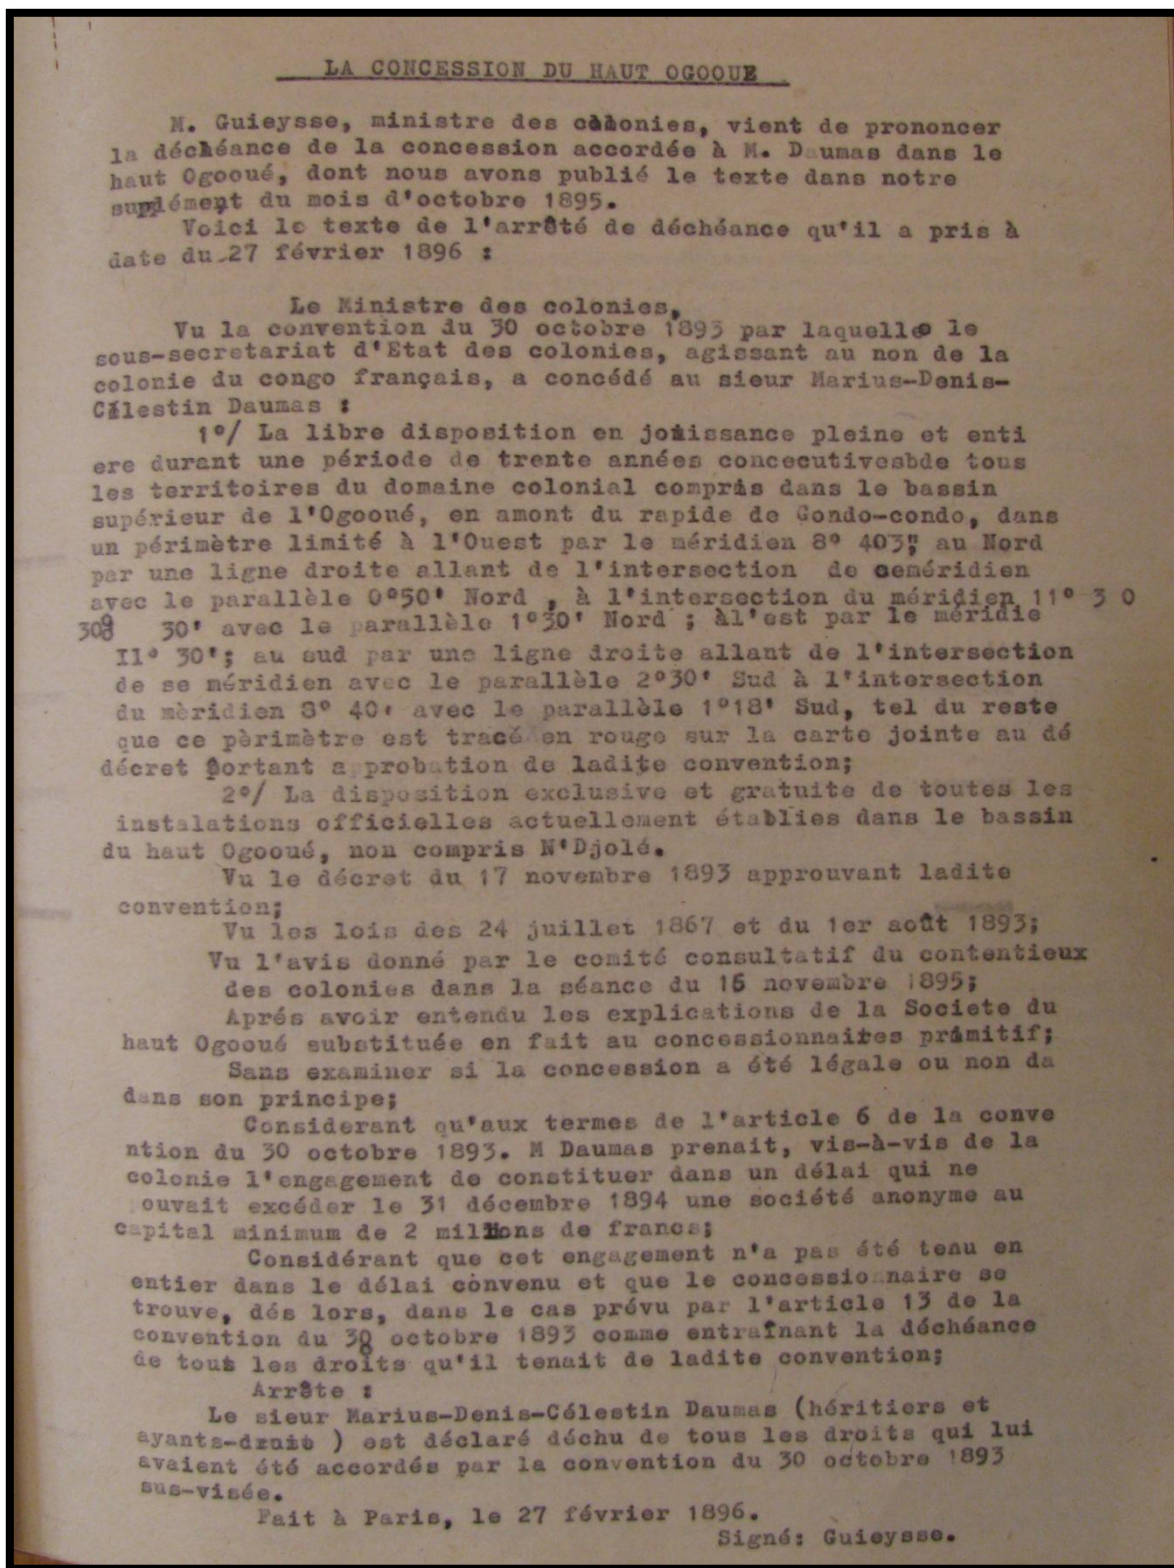 LA CONCESSION DU HAUT OGOOUE
M. Guieysse, ministre des colonies, vient de prononcer
la déchéance de la concession accordée à M. Daumas dans le
haut Ogooué, dont nous avons publié le texte dans notre
supplément du mois d'octobre 1895.
Voici le texte de l'arrêté de déchéance qu'il a pris à
date du 27 février 1896 :
Le Ministre des colonies,
Vu la convention du 30 octobre 1893 par laquelle le
sous-secretariat d'Etat des colonies, agissant au non de la
colonie du congo français, a concédé au sieur Marius-Denis-
Célestin Daumas :
1°/ La libre disposition en jouissance pleine et enti
ere durant une période de trente années concecutivesbde tous
les territoires du domaine colonial compris dans le bassin
supérieur de l'Ogooué, en amont du rapide de Condo-condo, dans
un périmètre limité à l'Ouest par le méridien 8° 403"; au Nord
par une ligne droite allant de l'intersection de ceméridien
avec le parallèle 0°50' Nord , à l'intersection du méridien 11° 3 0
30° 30' avec le parallèle 1°30' Nord ; àl'est par le méridie
II° 30'; au sud par une ligne droite allant de l'intersection
de se méridien avec le parallèle 2°30' Sud à l'intersection
du mèridien 8° 40' avec le parallèle 1°18' Sud, tel du reste
que ce pèrimètre est tracé en rouge sur la carte jointe au dé
décret portant approbation de ladite convention;
2°/ La disposition exclusive et gratuite de toutes les
instalations officielles actuellement établies dans le bassin
du haut Ogooué, non compris N'Djolé.
Vu le décret du 17 novembre 1893 approuvant ladite
convention;
Vu les lois des 24 juillet 1867 et du 1er août 1893;
Vu l'avis donné par le comité consultatif du contentieux
des colonies dans la séance du 16 novembre 1895;
Aprés avoir entendu les explications de la Societe du
haut Ogooué substituée en fait au concessionnaires primitif;
Sans examiner si la concession a été légale ou non da
dans son principe;
Considerant qu'aux termes de l'article 6 de la conve
ntion du 30 octobre 1893. M Daumas prenait, vis-à-vis de la
colonie l'engagement de constituer dans un délai qui ne
ouvait excéder le 31 décembre 1894 une société anonyme au
capital minimum de 2 millions de francs;
Considérant que cet engagement n'a pas été tenu en
entier dans le délai convenu et que le concessionnaire se
trouve, dés lors, dans le cas prévu par l'article 13 de la
convention du 30 octobre 1893 comme entraînant la déchéance
de tous les droits qu'il tenait de ladite convention;
Arrête :
Le sieur Marius-Denis-Célestin Daumas (héritiers et
ayants-droit ) est déclaré déchu de tous les droits qui lui
avaient été accordés par la convention du 30 octobre 1893
sus-visée.
Fait à Paris, le 27 février 1896.
Signé: Guieysse.